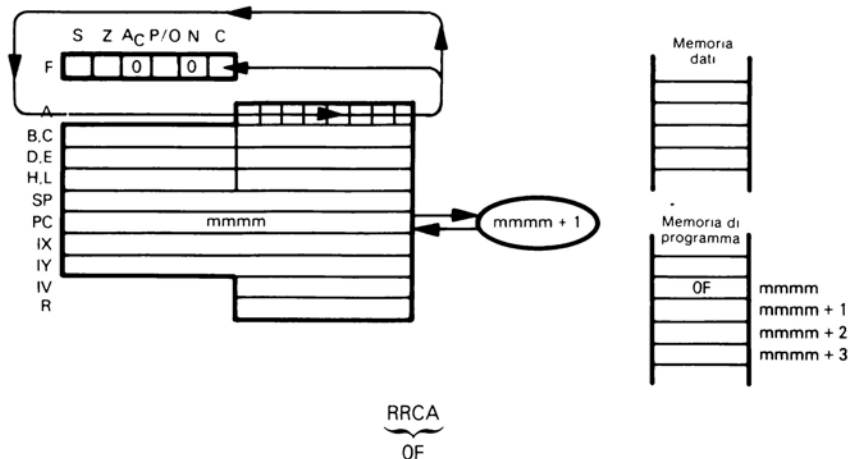 S Z AC P/O N C
F 0 0
A
B,C
D,E
H,L
SP
PC mmmm mmmm + 1
IX
IY
IV
R
Memoria
dati
Memoria di
programma
0F mmmm
mmmm + 1
mmmm + 2
mmmm + 3
RRCA
0F